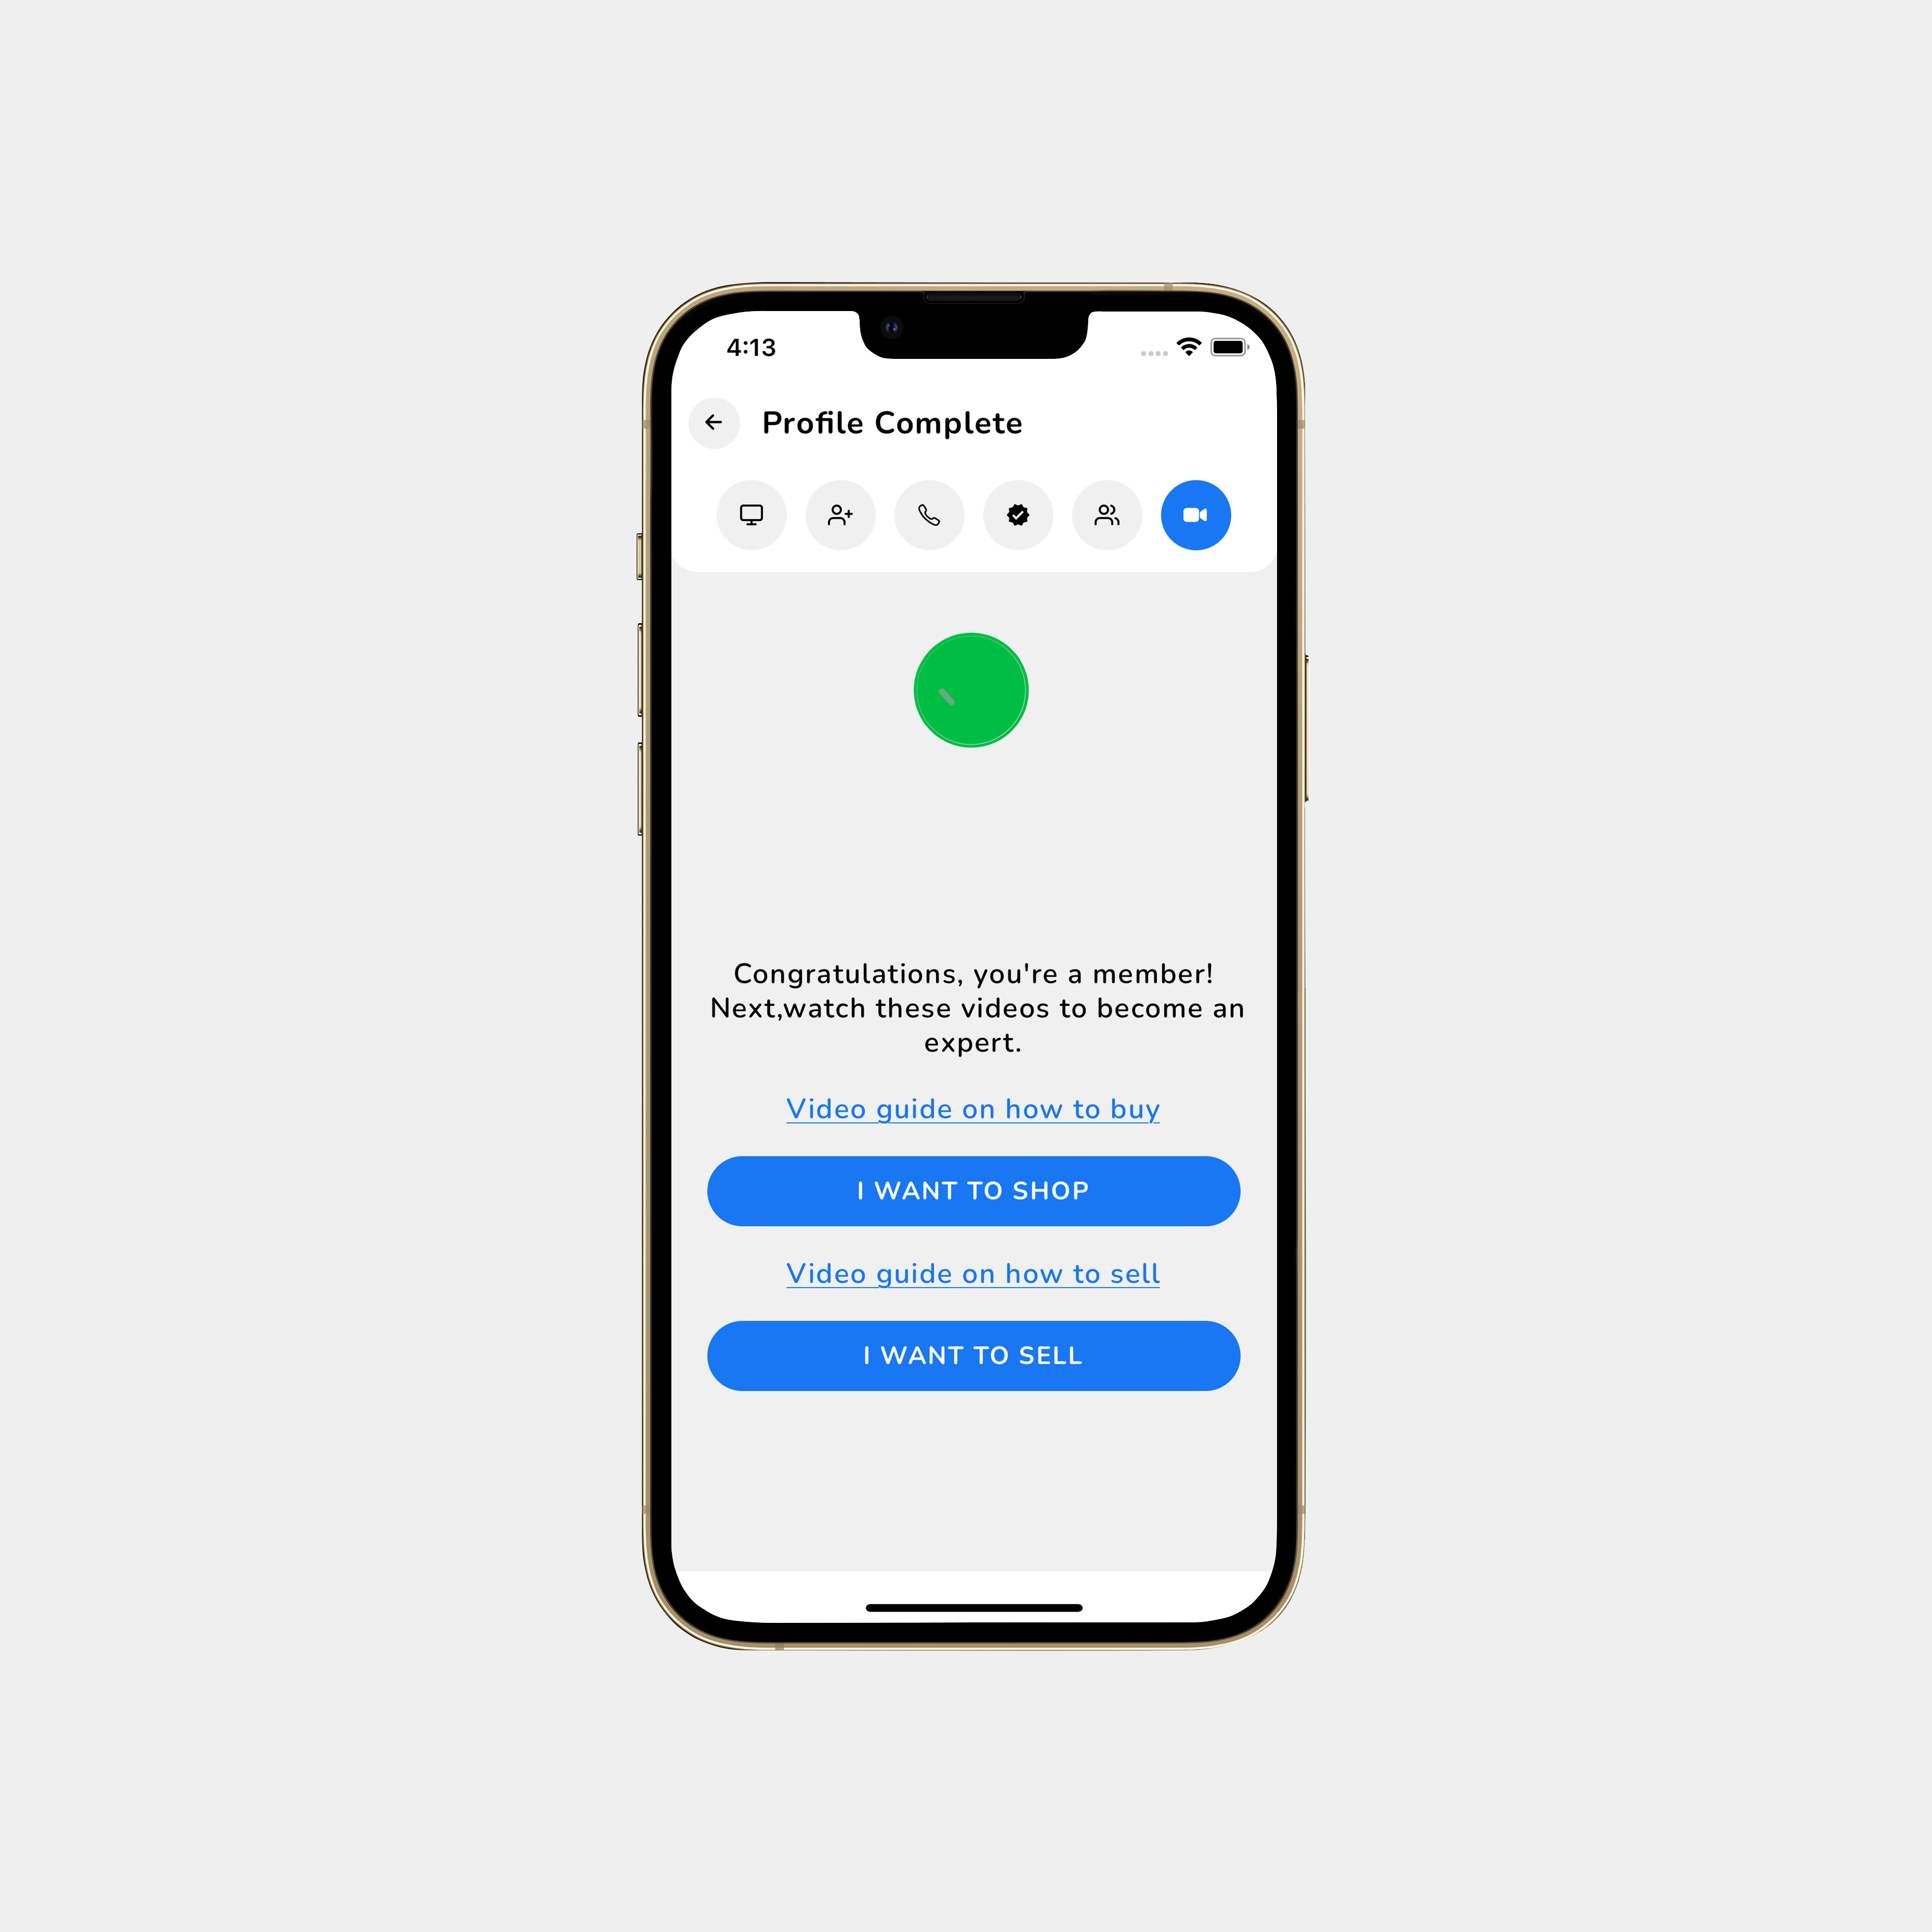 4:13
Profile Complete
Congratulations, you're a member!
Next,watch these videos to become an
expert.
Video guide on how to buy
I WANT TO SHOP
Video guide on how to sell
I WANT TO SELL